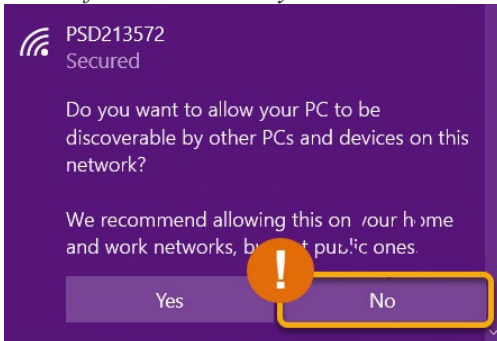 PSD213572
Secured
Do you want to allow your PC to be
discoverable by other PCs and devices on this
network?
We recommend allowing this on your home
and work networks, public ones.
!
Yes
No